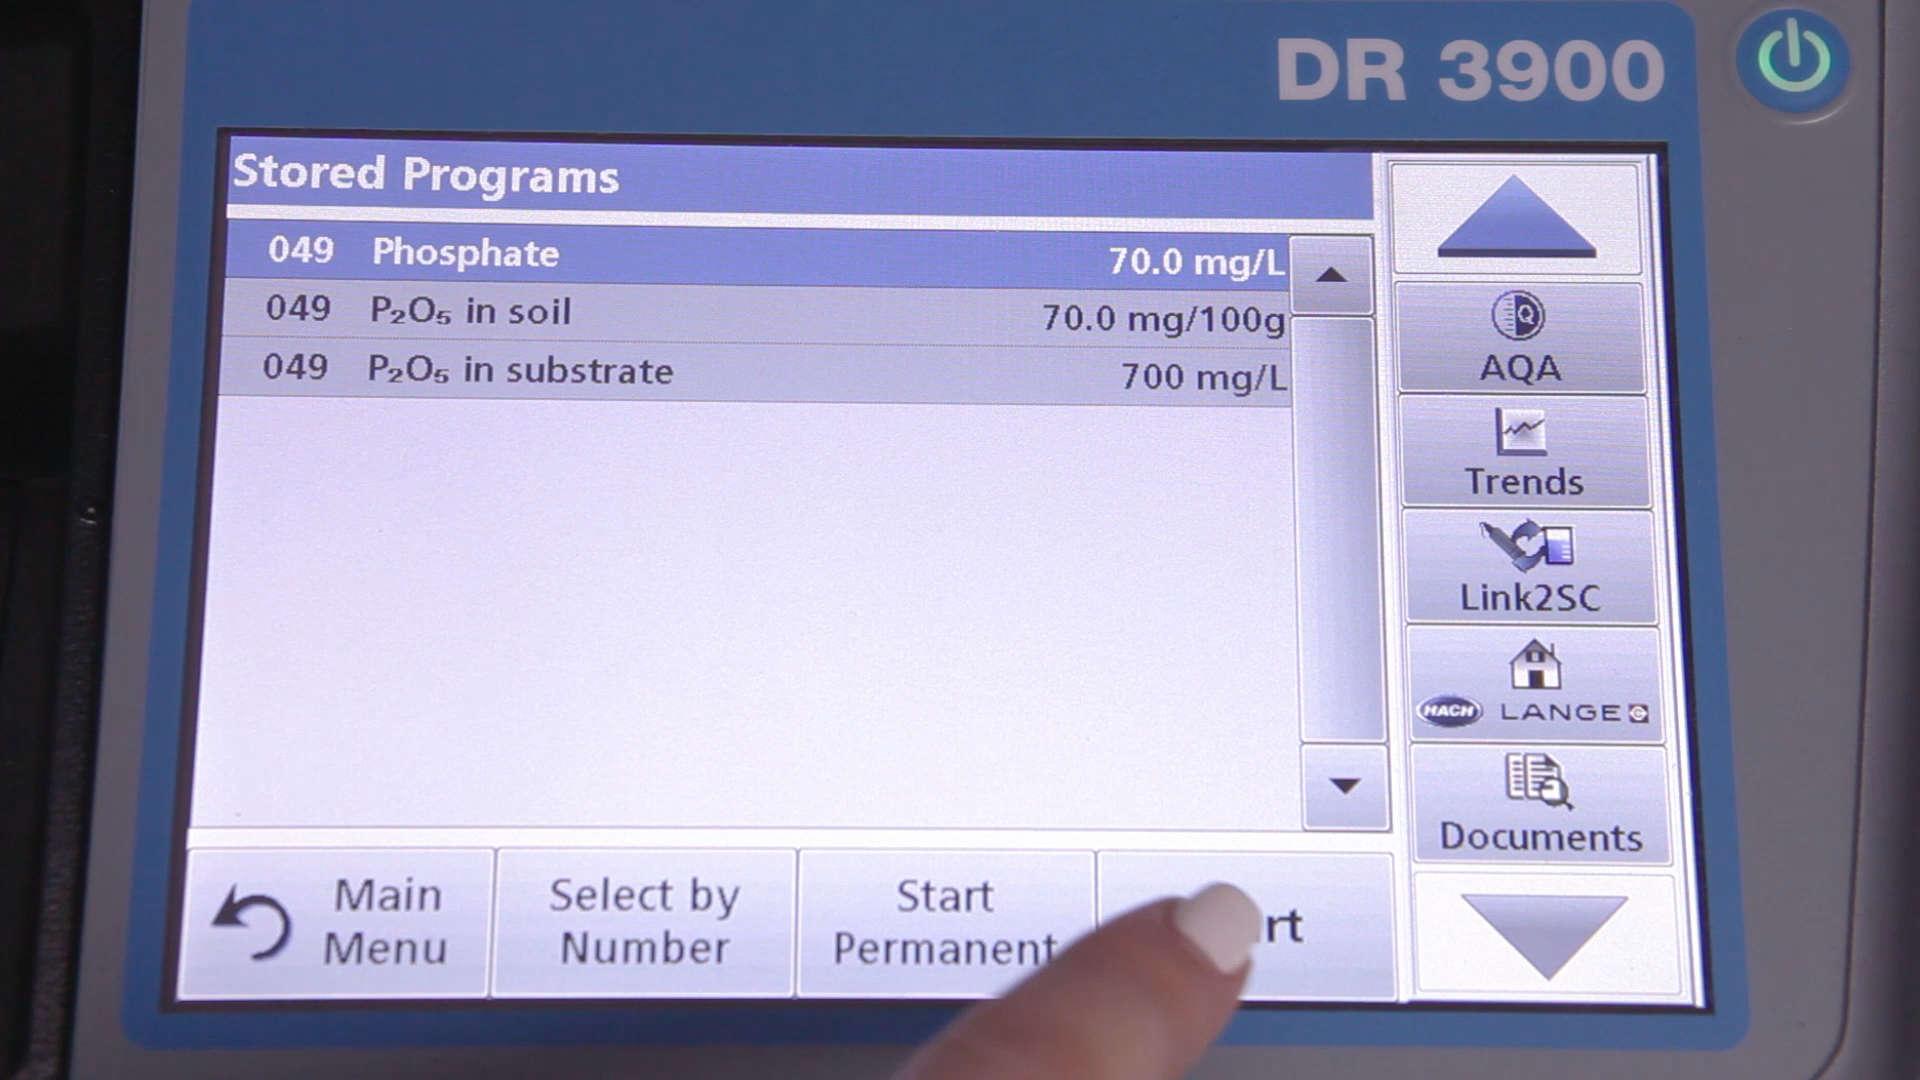 DR 3900
Stored Programs
049 Phosphate 70.0 mg/L
049 P₂O₅ in soil 70.0 mg/100g
049 P₂O₅ in substrate 700 mg/L
AQA
Trends
Link2SC
HACH LANGE
Documents
Main
Menu
Select by
Number
Start
Permanent
rt